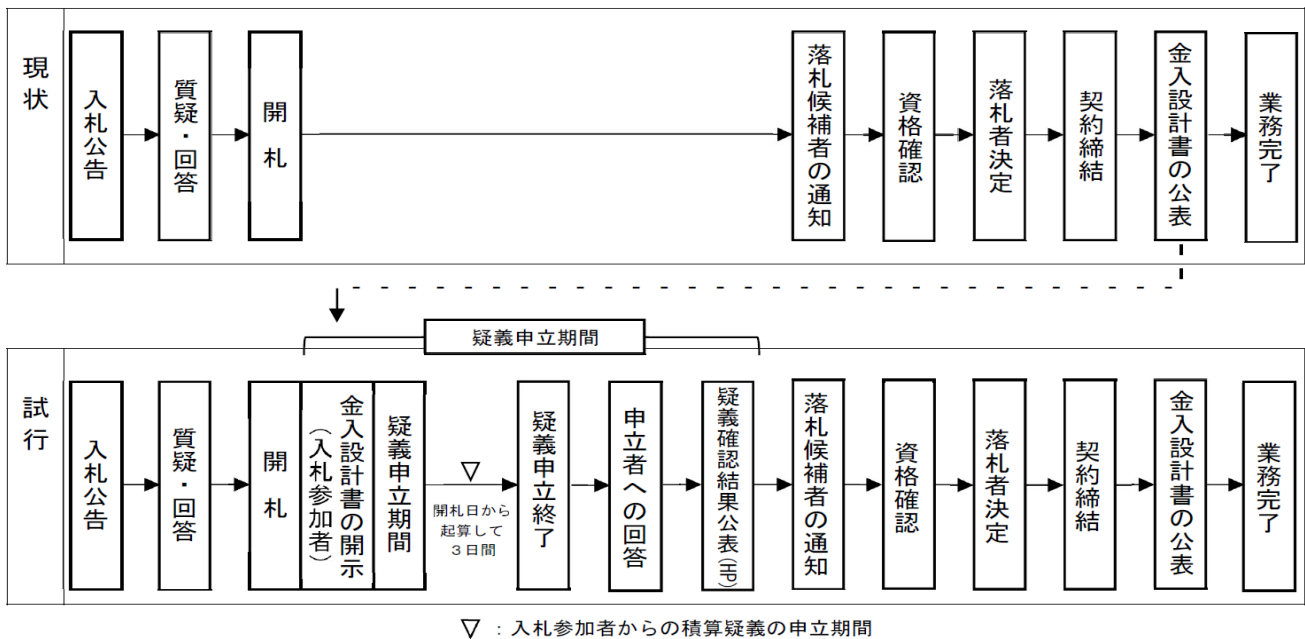 現状
入札公告
質疑・回答
開札
落札候補者の通知
資格確認
落札者決定
契約締結
金入設計書の公表
業務完了
疑義申立期間
試行
入札公告
質疑・回答
開札
金入設計書の開示
（入札参加者）
疑義申立期間
▽
開札日から
起算して
３日間
疑義申立終了
申立者への回答
疑義確認結果公表(HP)
落札候補者の通知
資格確認
落札者決定
契約締結
金入設計書の公表
業務完了
▽ ：入札参加者からの積算疑義の申立期間